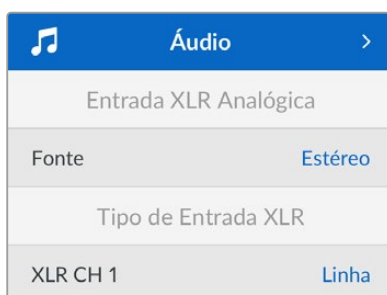 Áudio
Entrada XLR Analógica
Fonte Estéreo
Tipo de Entrada XLR
XLR CH 1 Linha